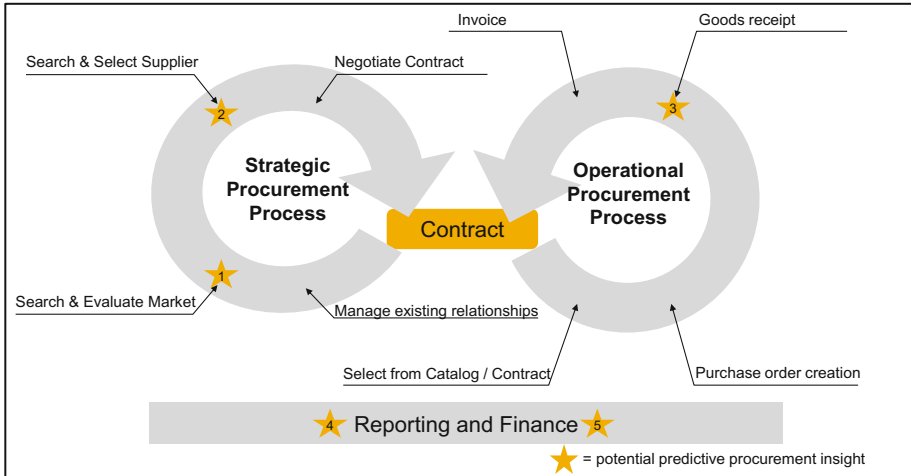 Invoice
Goods receipt
Search & Select Supplier
Negotiate Contract
2
3
Strategic
Procurement
Process
Operational
Procurement
Process
Contract
1
Search & Evaluate Market
Manage existing relationships
Select from Catalog / Contract
Purchase order creation
4 Reporting and Finance 5
= potential predictive procurement insight